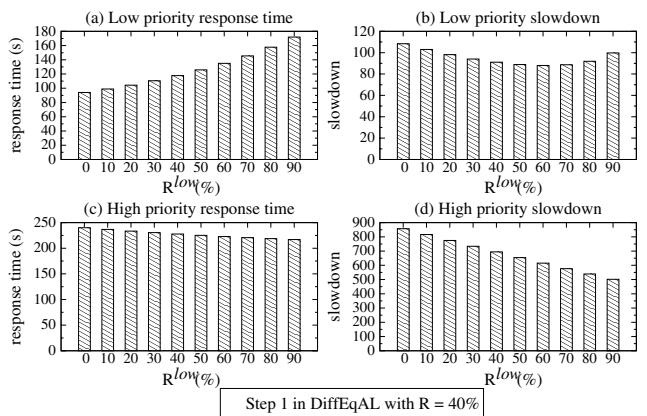 (a) Low priority response time
response time (s)
180
160
140
120
100
80
60
40
20
0
0 10 20 30 40 50 60 70 80 90
R^low(%)
(b) Low priority slowdown
slowdown
120
100
80
60
40
20
0
0 10 20 30 40 50 60 70 80 90
R^low(%)
(c) High priority response time
response time (s)
250
200
150
100
50
0
0 10 20 30 40 50 60 70 80 90
R^low(%)
(d) High priority slowdown
slowdown
900
800
700
600
500
400
300
200
100
0
0 10 20 30 40 50 60 70 80 90
R^low(%)
Step 1 in DiffEqAL with R = 40%